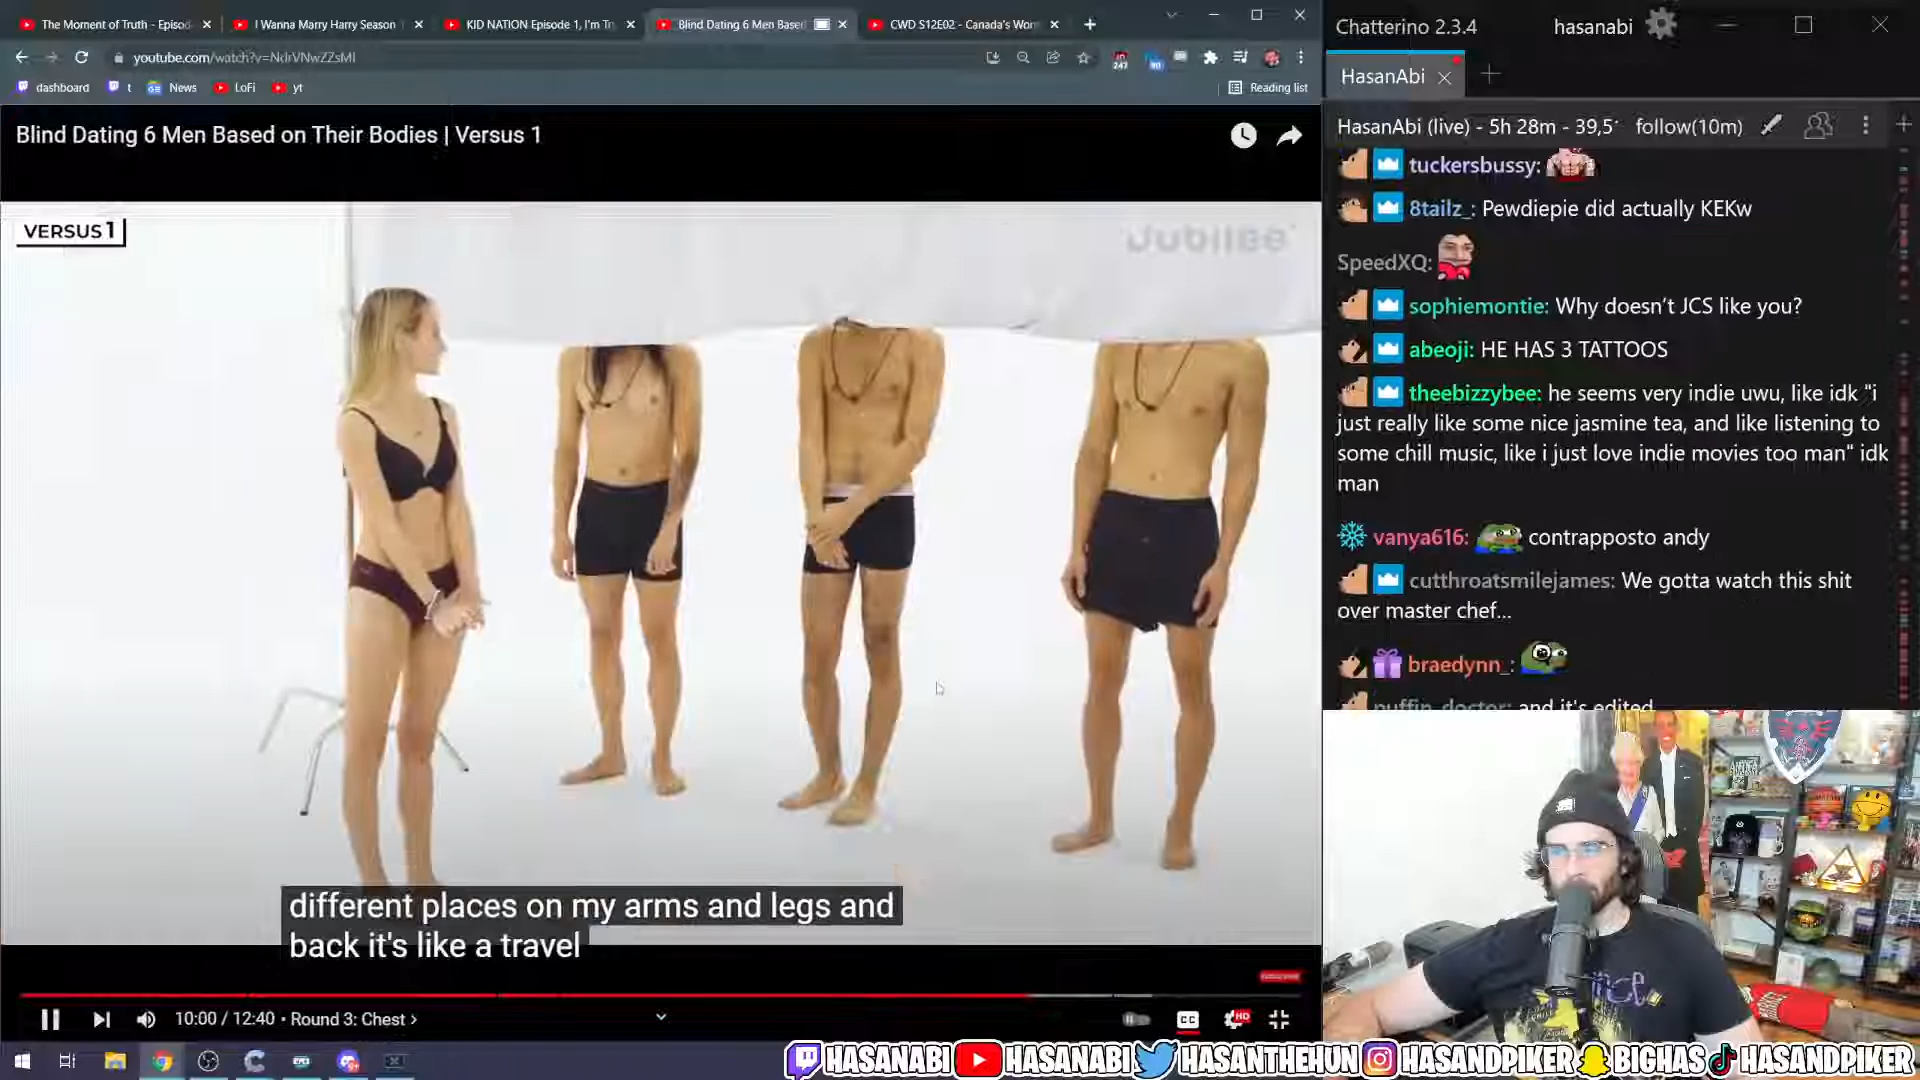 The Moment of Truth - Episod
I Wanna Marry Harry Season 1
KID NATION Episode 1, I'm Tr
Blind Dating 6 Men Based
CWD S12E02 - Canada's Wor
youtube.com/watch?v=NdrVNwZZsMI
dashboard
t
News
LoFi
yt
Reading list
Blind Dating 6 Men Based on Their Bodies | Versus 1
VERSUS 1
Jubilee
different places on my arms and legs and
back it's like a travel
10:00 / 12:40 • Round 3: Chest >
CC
HD
Chatterino 2.3.4
hasanabi
HasanAbi
HasanAbi (live) - 5h 28m - 39,5
follow(10m)
tuckersbussy:
8tailz_: Pewdiepie did actually KEKw
SpeedXQ:
sophiemontie: Why doesn't JCS like you?
abeoji: HE HAS 3 TATTOOS
theebizzybee: he seems very indie uwu, like idk "i
just really like some nice jasmine tea, and like listening to
some chill music, like i just love indie movies too man" idk
man
vanya616: contrapposto andy
cutthroatsmilejames: We gotta watch this shit
over master chef...
braedynn_:
puffin_doctor: and it's edited
HASANABI
HASANABI
HASANTHEHUN
HASANDPIKER
BIGHAS
HASANDPIKER